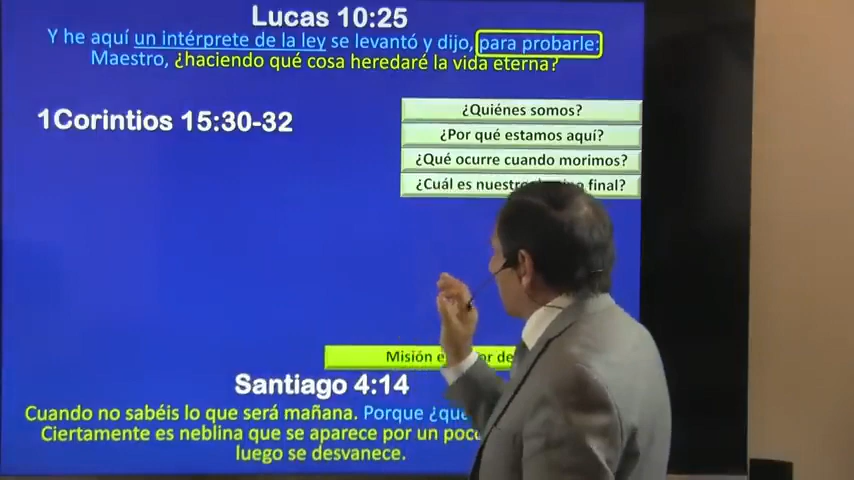 Lucas 10:25
Y he aquí un intérprete de la ley se levantó y dijo, para probarle:
Maestro, ¿haciendo qué cosa heredaré la vida eterna?
1Corintios 15:30-32
¿Quiénes somos?
¿Por qué estamos aquí?
¿Qué ocurre cuando morimos?
¿Cuál es final?
Misión de
Santiago 4:14
Cuando no sabéis lo que será mañana. Porque
Ciertamente es neblina que se aparece por un
luego se desvanece.